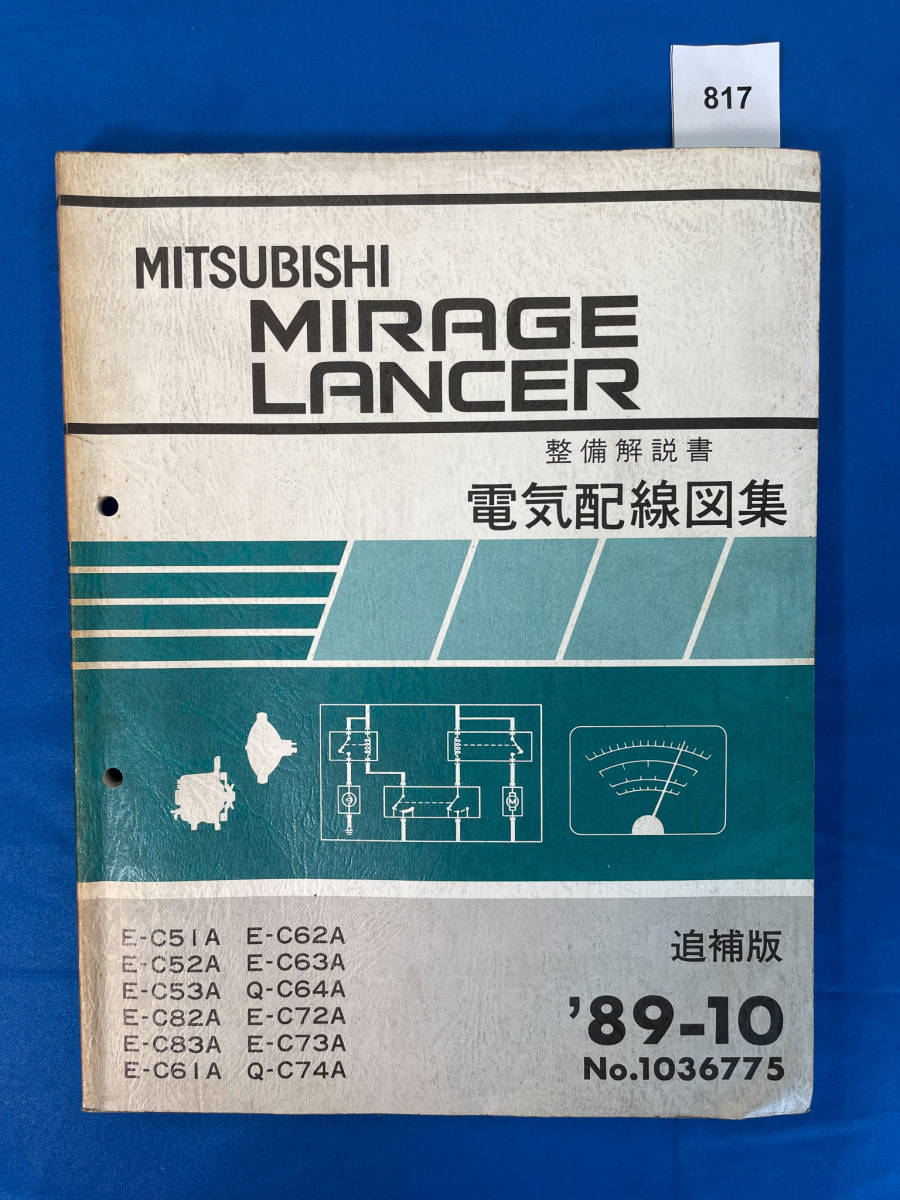 817
MITSUBISHI
MIRAGE
LANCER
整備解説書
電気配線図集
M
E-C51A E-C62A
E-C52A E-C63A
E-C53A Q-C64A
E-C82A E-C72A
E-C83A E-C73A
E-C61A Q-C74A
追補版
'89-10
No.1036775